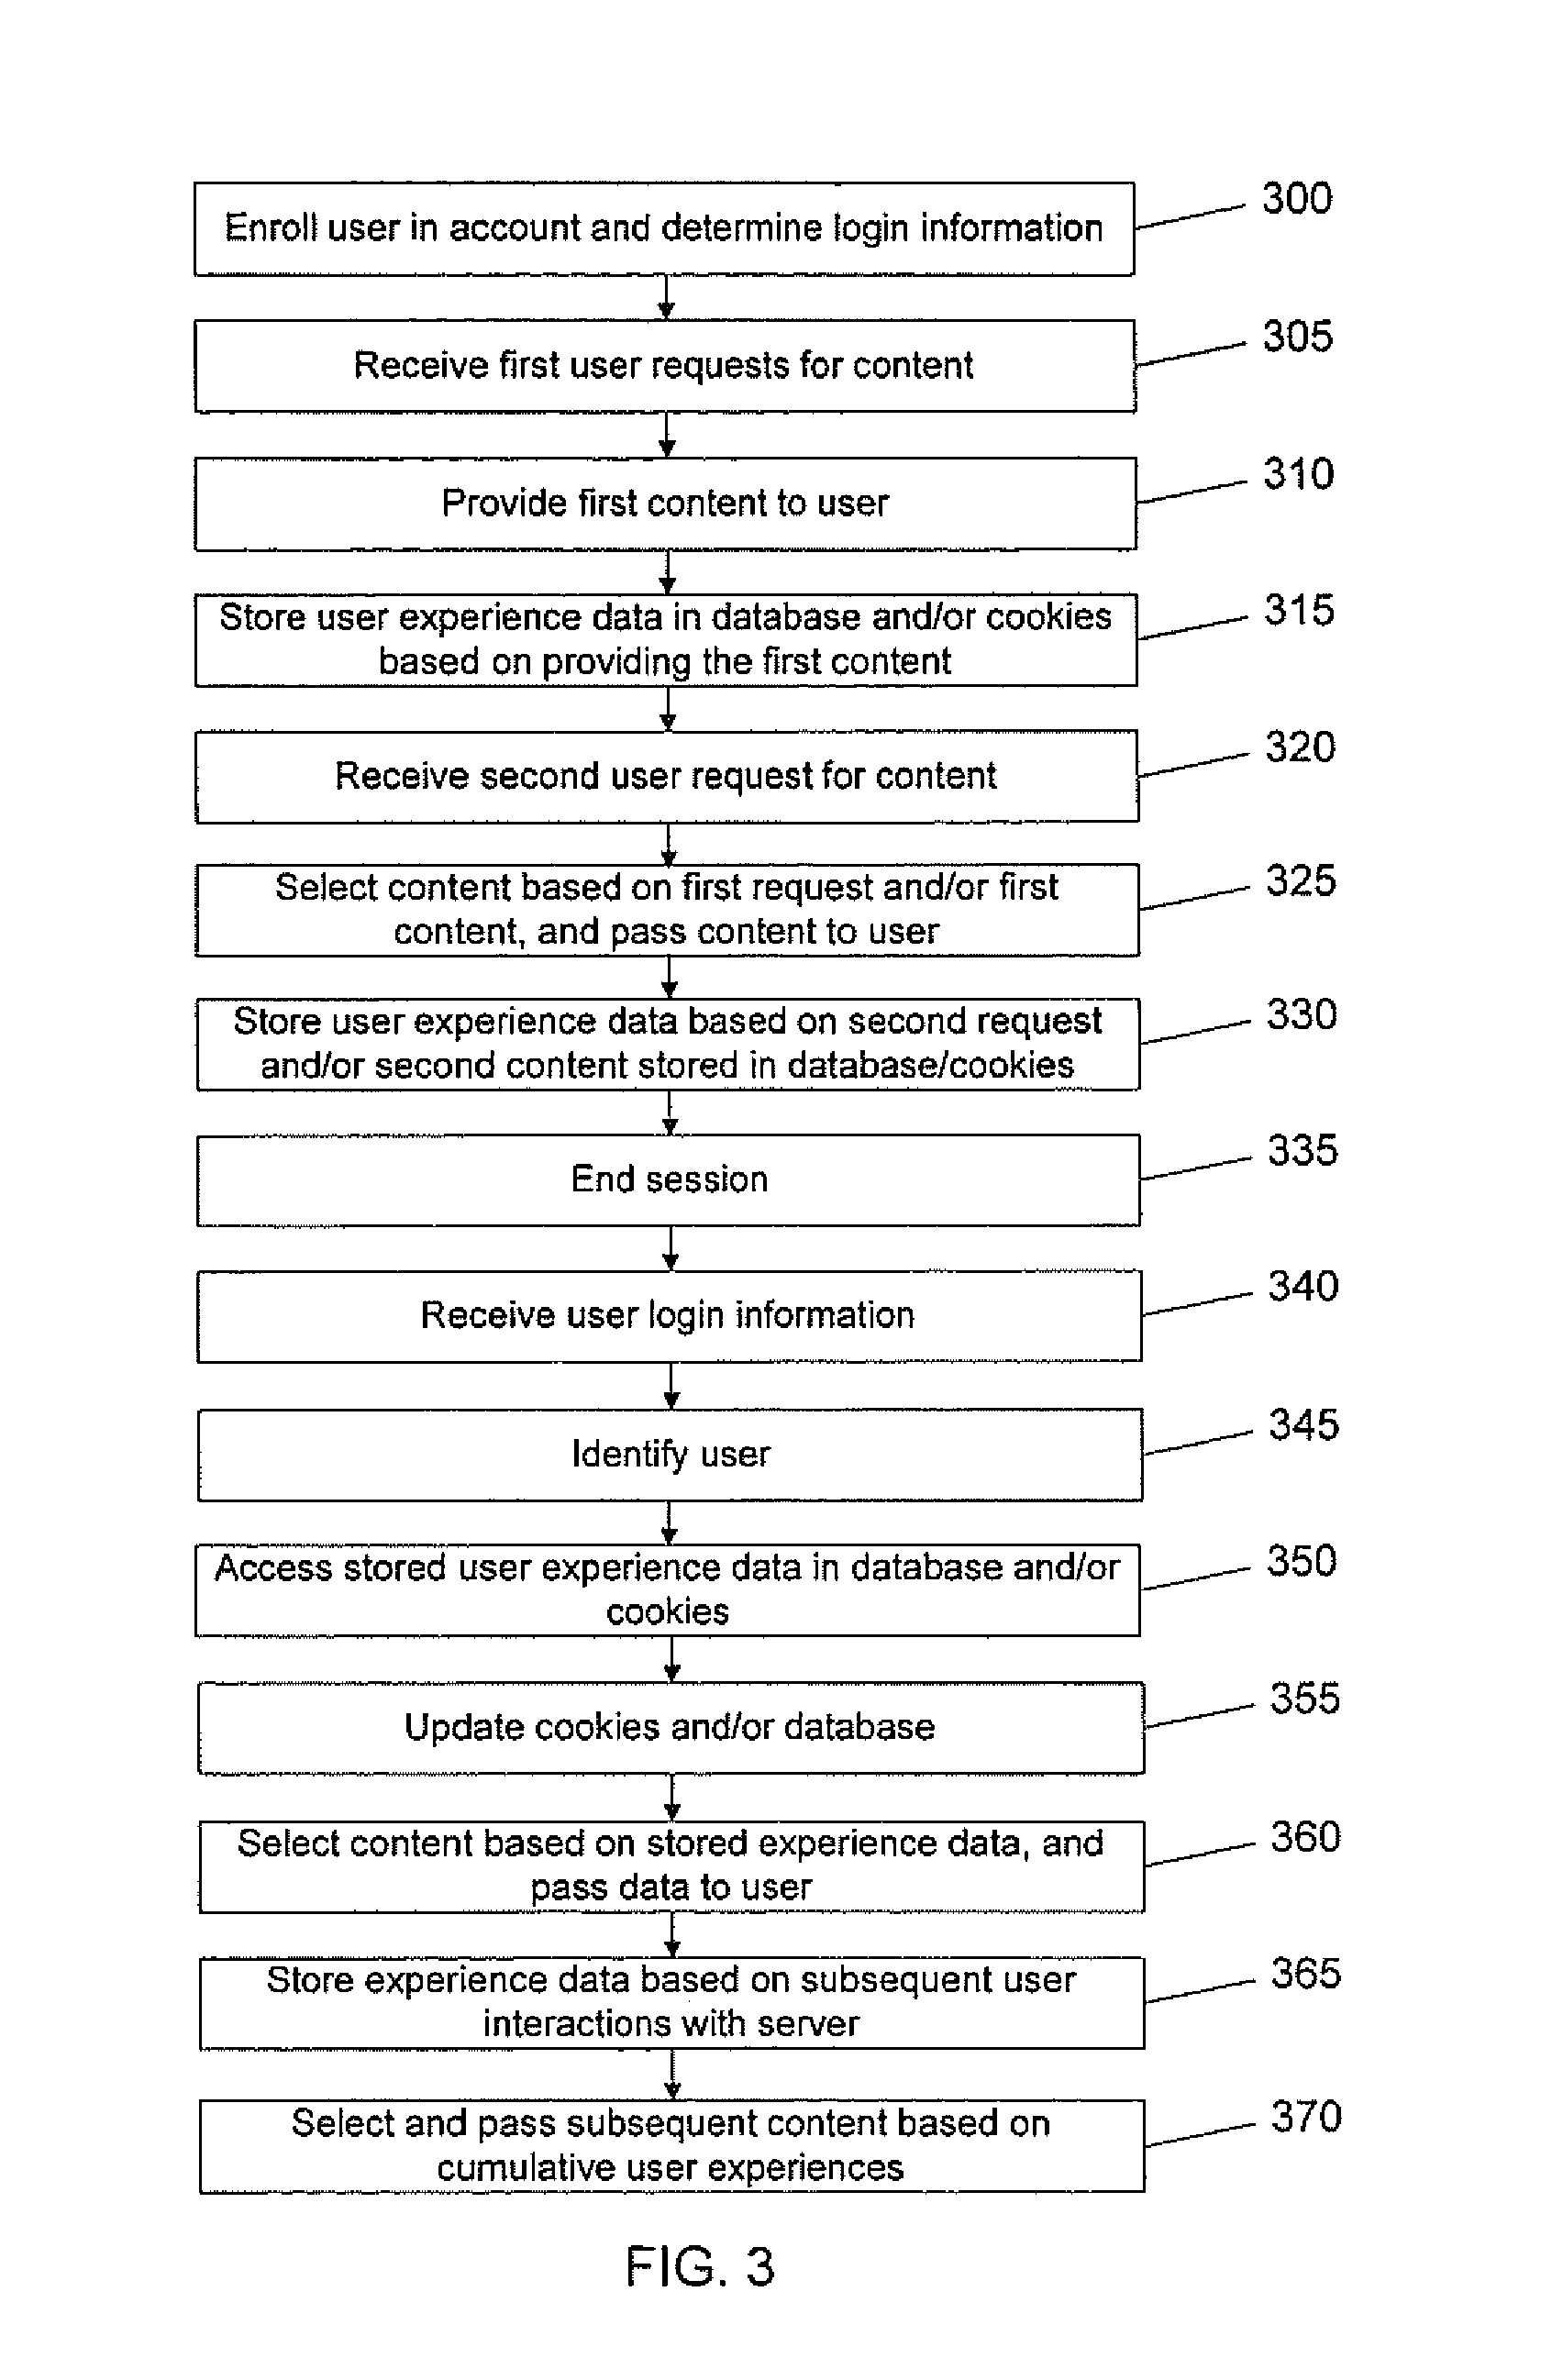 Enroll user in account and determine login information
300
Receive first user requests for content
305
Provide first content to user
310
Store user experience data in database and/or cookies
based on providing the first content
315
Receive second user request for content
320
Select content based on first request and/or first
content, and pass content to user
325
Store user experience data based on second request
and/or second content stored in database/cookies
330
End session
335
Receive user login information
340
Identify user
345
Access stored user experience data in database and/or
cookies
350
Update cookies and/or database
355
Select content based on stored experience data, and
pass data to user
360
Store experience data based on subsequent user
interactions with server
365
Select and pass subsequent content based on
cumulative user experiences
370
FIG. 3